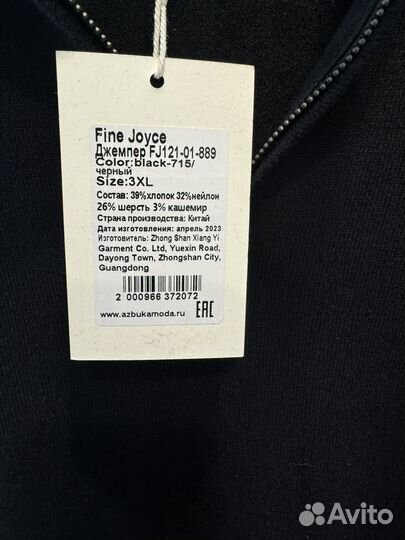 Fine Joyce
Джемпер FJ121-01-889
Color:black-715/
черный
Size:3XL
Состав: 39%хлопок 32%нейлон
26% шерсть 3% кашемир
Страна производства: Китай
Дата изготовления: апрель 2023
Изготовитель: Zhong Shan Xiang Yi
Garment Co. Ltd, Yuexin Road,
Dayong Town, Zhongshan City,
Guangdong
2 000966 372072
EAC
www.azbukamoda.ru
Avito